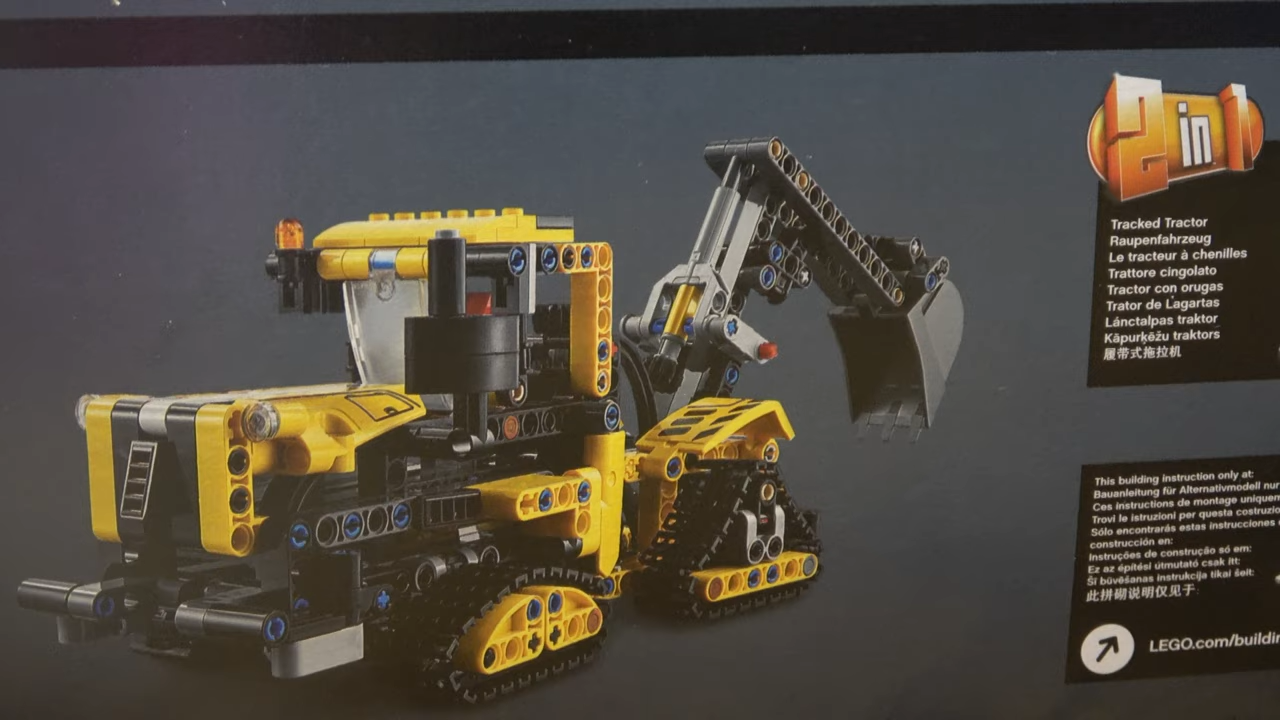 2 in 1
Tracked Tractor
Raupenfahrzeug
Le tracteur à chenilles
Trattore cingolato
Tractor con orugas
Trator de Lagartas
Lánctalpas traktor
Kāpurķēžu traktors
履带式拖拉机
This building instruction only at:
Bauanleitung für Alternativmodell nur
Ces instructions de montage uniquem
Trovi le istruzioni per questa costruzio
Sólo encontrarás estas instrucciones
construcción en:
Instruções de construção só em:
Ez az építési útmutató csak itt:
Šī būvēšanas instrukcija tikai šeit:
此拼砌说明仅见于:
LEGO.com/buildin